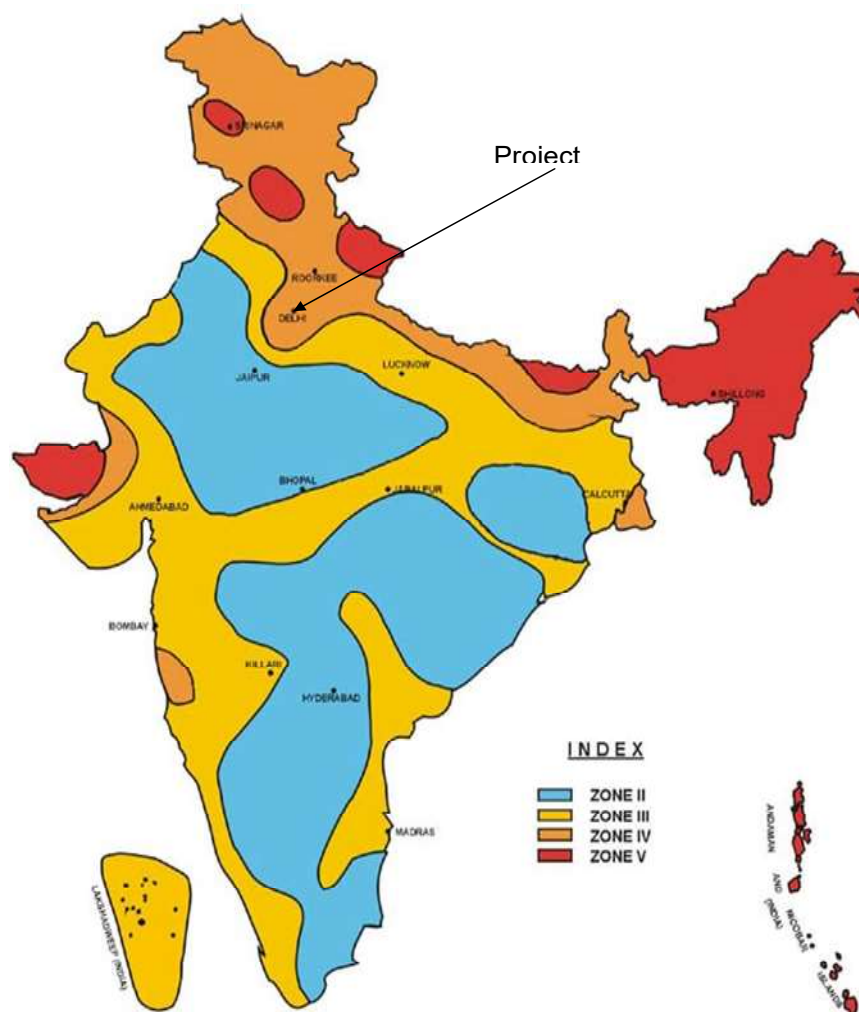 Project
SRINAGAR
ROORKEE
DELHI
JAIPUR
LUCKNOW
SHILLONG
BHOPAL
JABALPUR
CALCUTTA
AHMEDABAD
BOMBAY
KILLARI
HYDERABAD
INDEX
ZONE II
ZONE III
ZONE IV
ZONE V
MADRAS
LAKSHADWEEP (INDIA)
ANDAMAN AND NICOBAR ISLANDS
(INDIA)